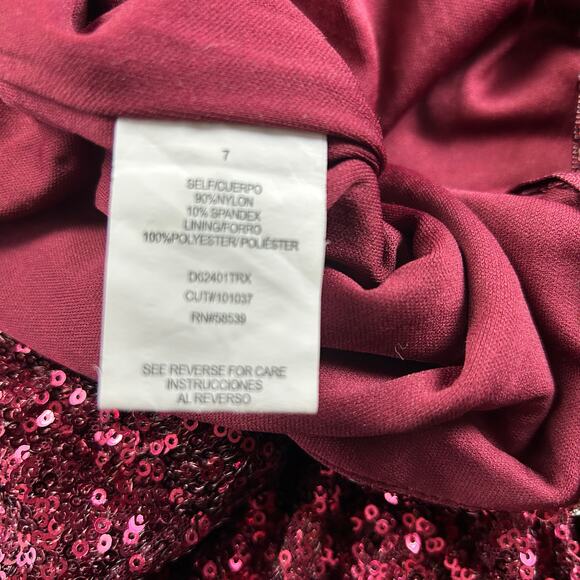 7
SELF/CUERPO
90%NYLON
10% SPANDEX
LINING/FORRO
100%POLYESTER/POLIÉSTER
D62401TRX
CUT#/101037
RN#58539
SEE REVERSE FOR CARE
INSTRUCCIONES
AL REVERSO